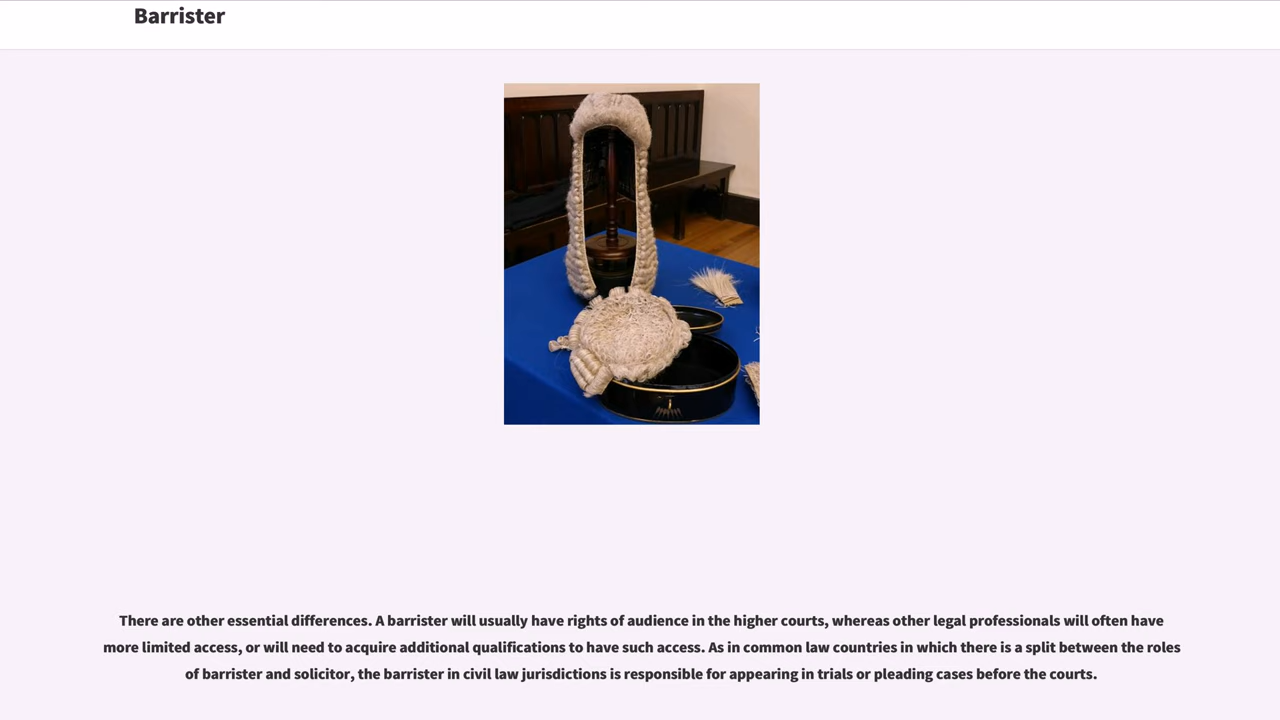 Barrister
There are other essential differences. A barrister will usually have rights of audience in the higher courts, whereas other legal professionals will often have
more limited access, or will need to acquire additional qualifications to have such access. As in common law countries in which there is a split between the roles
of barrister and solicitor, the barrister in civil law jurisdictions is responsible for appearing in trials or pleading cases before the courts.